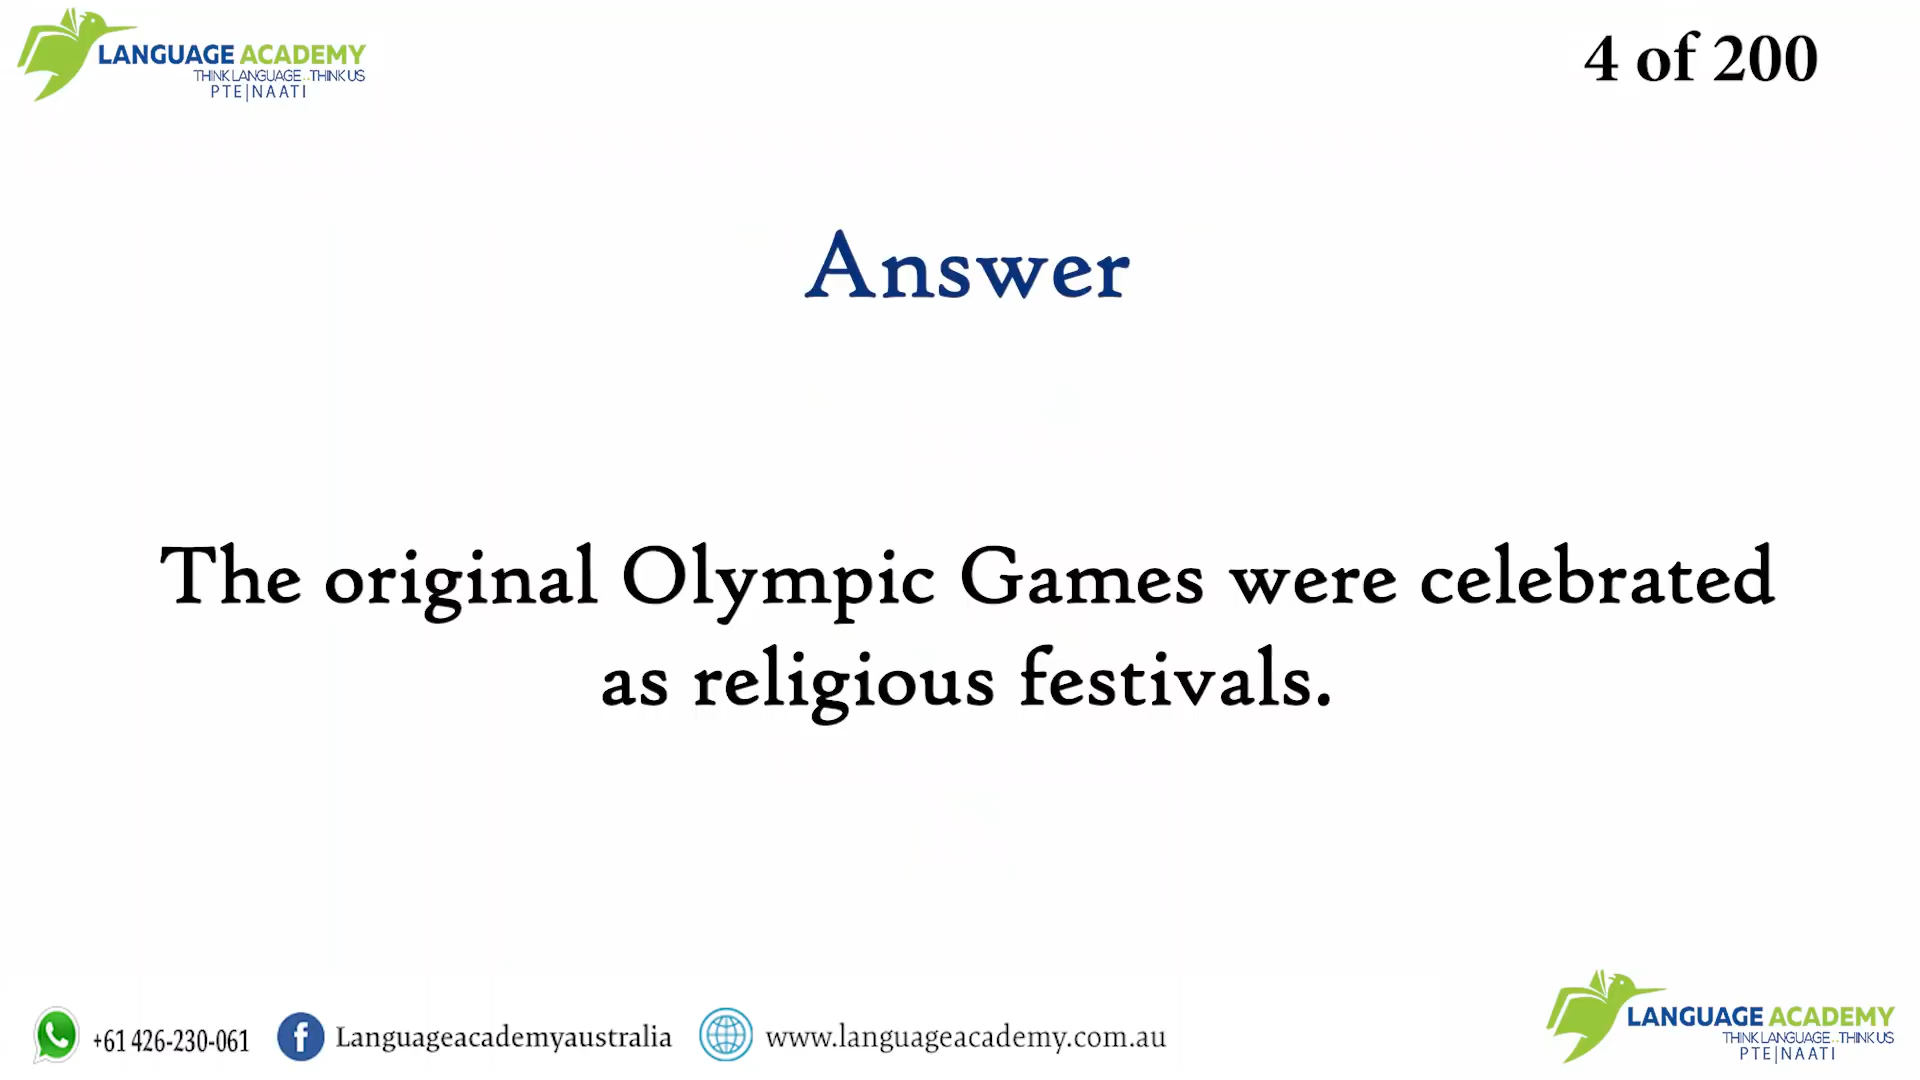 LANGUAGE ACADEMY
THINK LANGUAGE..THINK US
PTE|NAATI
4 of 200
Answer
The original Olympic Games were celebrated
as religious festivals.
+61 426-230-061
Languageacademyaustralia
www.languageacademy.com.au
LANGUAGE ACADEMY
THINK LANGUAGE..THINK US
PTE|NAATI